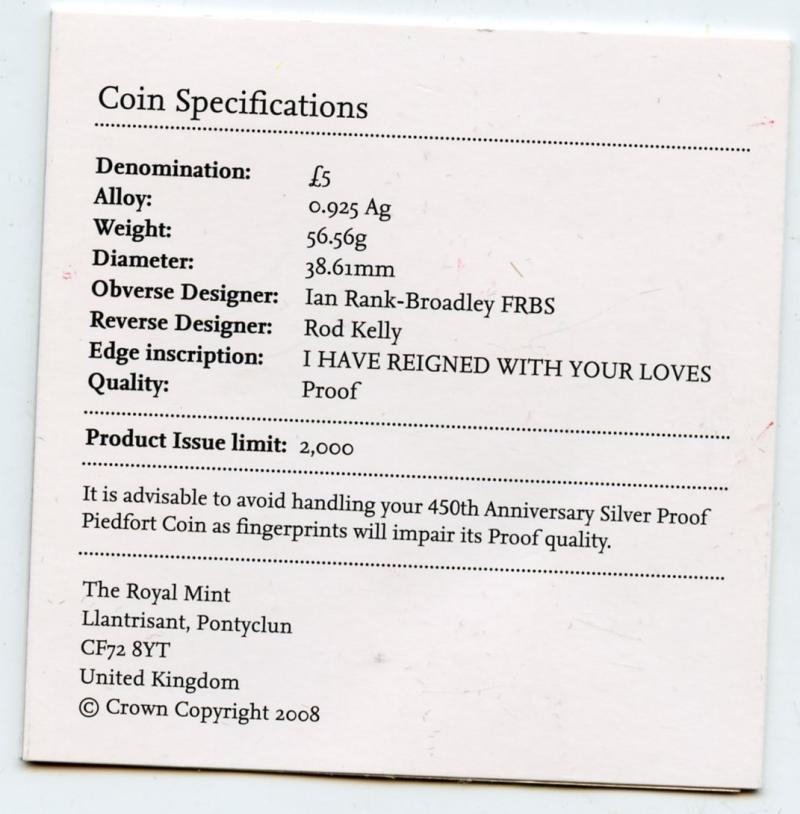 Coin Specifications
Denomination: £5
Alloy: 0.925 Ag
Weight: 56.56g
Diameter: 38.61mm
Obverse Designer: Ian Rank-Broadley FRBS
Reverse Designer: Rod Kelly
Edge inscription: I HAVE REIGNED WITH YOUR LOVES
Quality: Proof
Product Issue limit: 2,000
It is advisable to avoid handling your 450th Anniversary Silver Proof
Piedfort Coin as fingerprints will impair its Proof quality.
The Royal Mint
Llantrisant, Pontyclun
CF72 8YT
United Kingdom
© Crown Copyright 2008